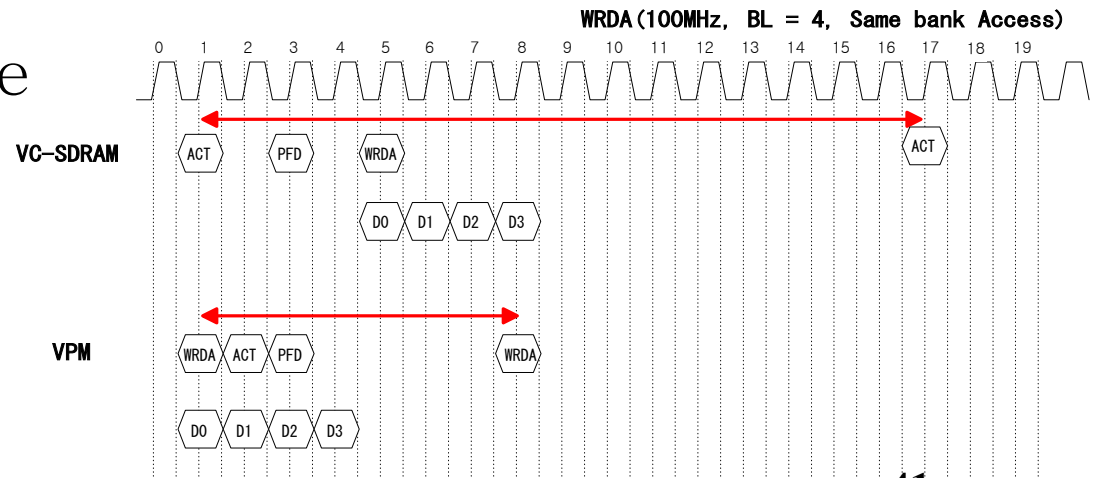 WRDA(100MHz, BL = 4, Same bank Access)
e
0 1 2 3 4 5 6 7 8 9 10 11 12 13 14 15 16 17 18 19
VC-SDRAM ACT PFD WRDA ACT
D0 D1 D2 D3
VPM WRDA ACT PFD WRDA
D0 D1 D2 D3